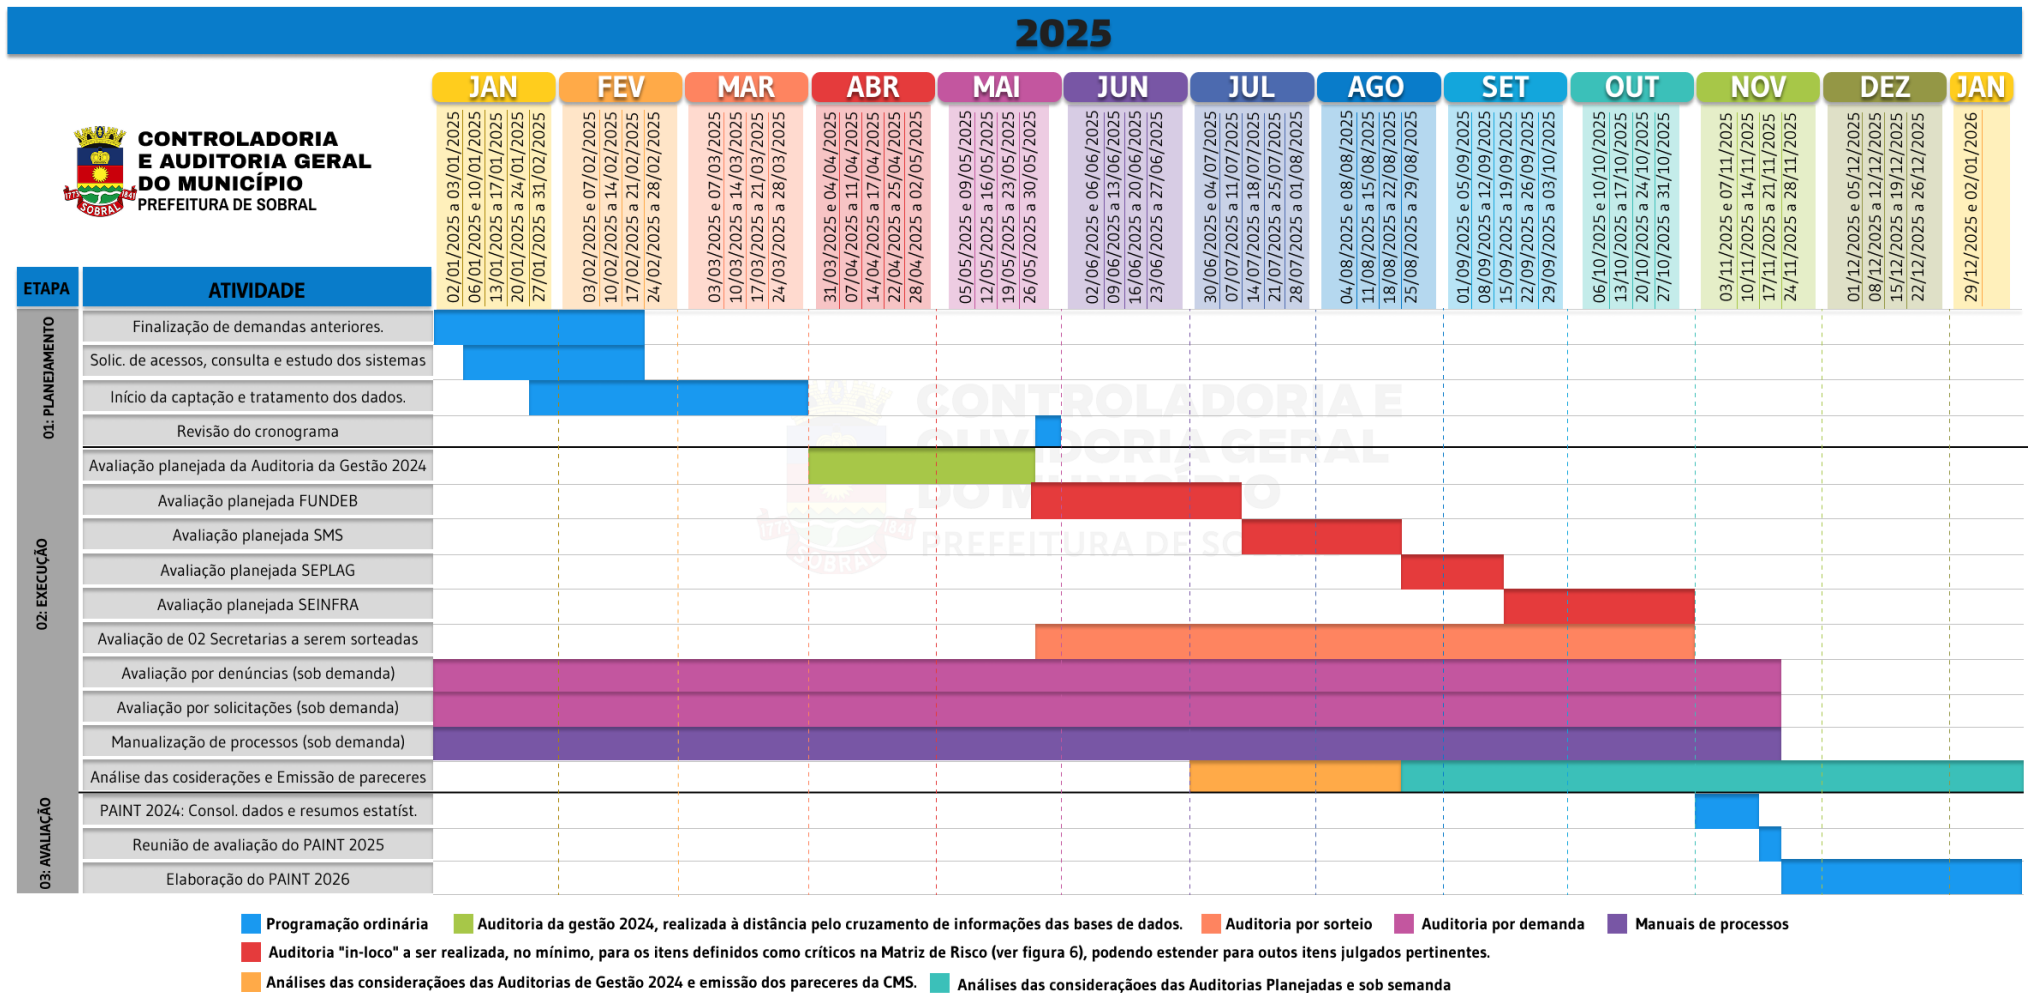 2025
JAN FEV MAR ABR MAI JUN JUL AGO SET OUT NOV DEZ JAN
CONTROLADORIA
E AUDITORIA GERAL
DO MUNICÍPIO
PREFEITURA DE SOBRAL
1773 1841
SOBRAL
02/01/2025 a 03/01/2025
06/01/2025 e 10/01/2025
13/01/2025 a 17/01/2025
20/01/2025 a 24/01/2025
27/01/2025 a 31/02/2025
03/02/2025 e 07/02/2025
10/02/2025 a 14/02/2025
17/02/2025 a 21/02/2025
24/02/2025 a 28/02/2025
03/03/2025 e 07/03/2025
10/03/2025 a 14/03/2025
17/03/2025 a 21/03/2025
24/03/2025 a 28/03/2025
31/03/2025 e 04/04/2025
07/04/2025 a 11/04/2025
14/04/2025 a 17/04/2025
22/04/2025 a 25/04/2025
28/04/2025 a 02/05/2025
05/05/2025 e 09/05/2025
12/05/2025 a 16/05/2025
19/05/2025 a 23/05/2025
26/05/2025 a 30/05/2025
02/06/2025 e 06/06/2025
09/06/2025 a 13/06/2025
16/06/2025 a 20/06/2025
23/06/2025 a 27/06/2025
30/06/2025 e 04/07/2025
07/07/2025 a 11/07/2025
14/07/2025 a 18/07/2025
21/07/2025 a 25/07/2025
28/07/2025 a 01/08/2025
04/08/2025 e 08/08/2025
11/08/2025 a 15/08/2025
18/08/2025 a 22/08/2025
25/08/2025 a 29/08/2025
01/09/2025 e 05/09/2025
08/09/2025 a 12/09/2025
15/09/2025 a 19/09/2025
22/09/2025 a 26/09/2025
29/09/2025 a 03/10/2025
06/10/2025 e 10/10/2025
13/10/2025 a 17/10/2025
20/10/2025 a 24/10/2025
27/10/2025 a 31/10/2025
03/11/2025 e 07/11/2025
10/11/2025 a 14/11/2025
17/11/2025 a 21/11/2025
24/11/2025 a 28/11/2025
01/12/2025 e 05/12/2025
08/12/2025 a 12/12/2025
15/12/2025 a 19/12/2025
22/12/2025 a 26/12/2025
29/12/2025 e 02/01/2026
ETAPA ATIVIDADE
01: PLANEJAMENTO
Finalização de demandas anteriores.
Solic. de acessos, consulta e estudo dos sistemas
Início da captação e tratamento dos dados.
Revisão do cronograma
02: EXECUÇÃO
Avaliação planejada da Auditoria da Gestão 2024
Avaliação planejada FUNDEB
Avaliação planejada SMS
Avaliação planejada SEPLAG
Avaliação planejada SEINFRA
Avaliação de 02 Secretarias a serem sorteadas
Avaliação por denúncias (sob demanda)
Avaliação por solicitações (sob demanda)
Manualização de processos (sob demanda)
Análise das cosiderações e Emissão de pareceres
03: AVALIAÇÃO
PAINT 2024: Consol. dados e resumos estatíst.
Reunião de avaliação do PAINT 2025
Elaboração do PAINT 2026
CONTROLADORIA E
OUVIDORIA GERAL
DO MUNICÍPIO
PREFEITURA DE SO
1773 1841
SOBRAL
Programação ordinária Auditoria da gestão 2024, realizada à distância pelo cruzamento de informações das bases de dados. Auditoria por sorteio Auditoria por demanda Manuais de processos
Auditoria "in-loco" a ser realizada, no mínimo, para os itens definidos como críticos na Matriz de Risco (ver figura 6), podendo estender para outos itens julgados pertinentes.
Análises das consideraçãoes das Auditorias de Gestão 2024 e emissão dos pareceres da CMS. Análises das consideraçãoes das Auditorias Planejadas e sob semanda